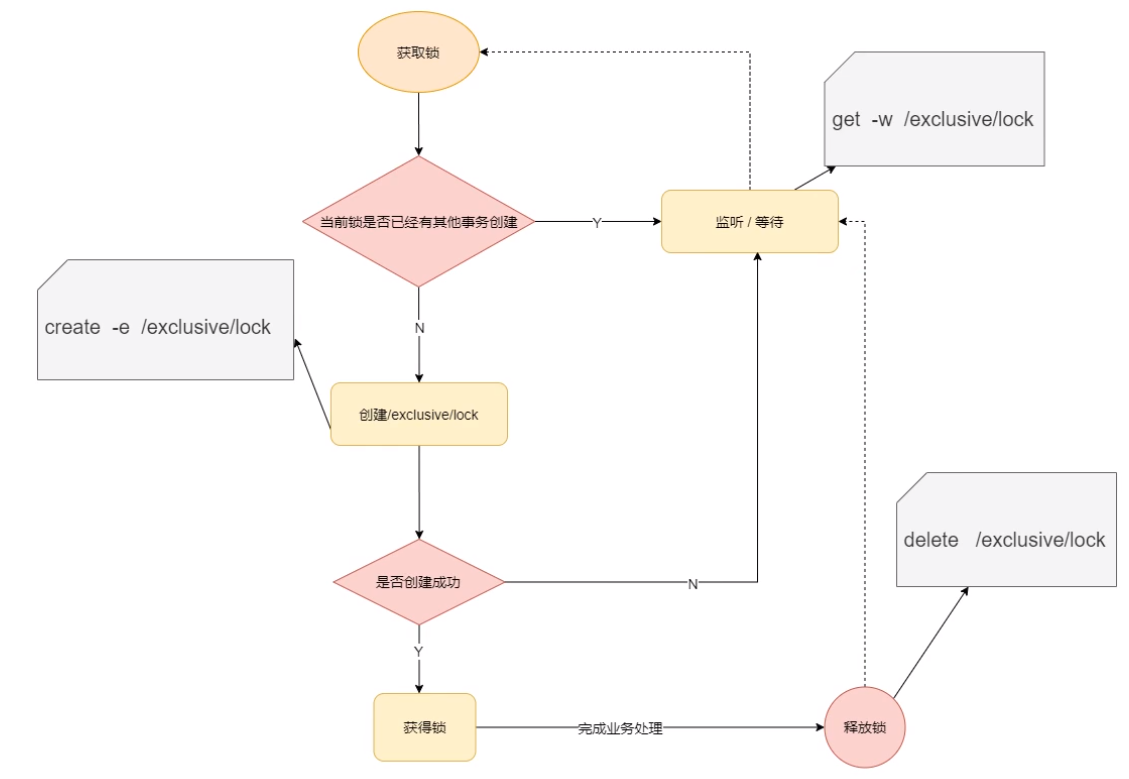 获取锁
get -w /exclusive/lock
当前锁是否已经有其他事务创建
Y
监听 / 等待
create -e /exclusive/lock
N
创建/exclusive/lock
delete /exclusive/lock
是否创建成功
N
Y
获得锁
完成业务处理
释放锁